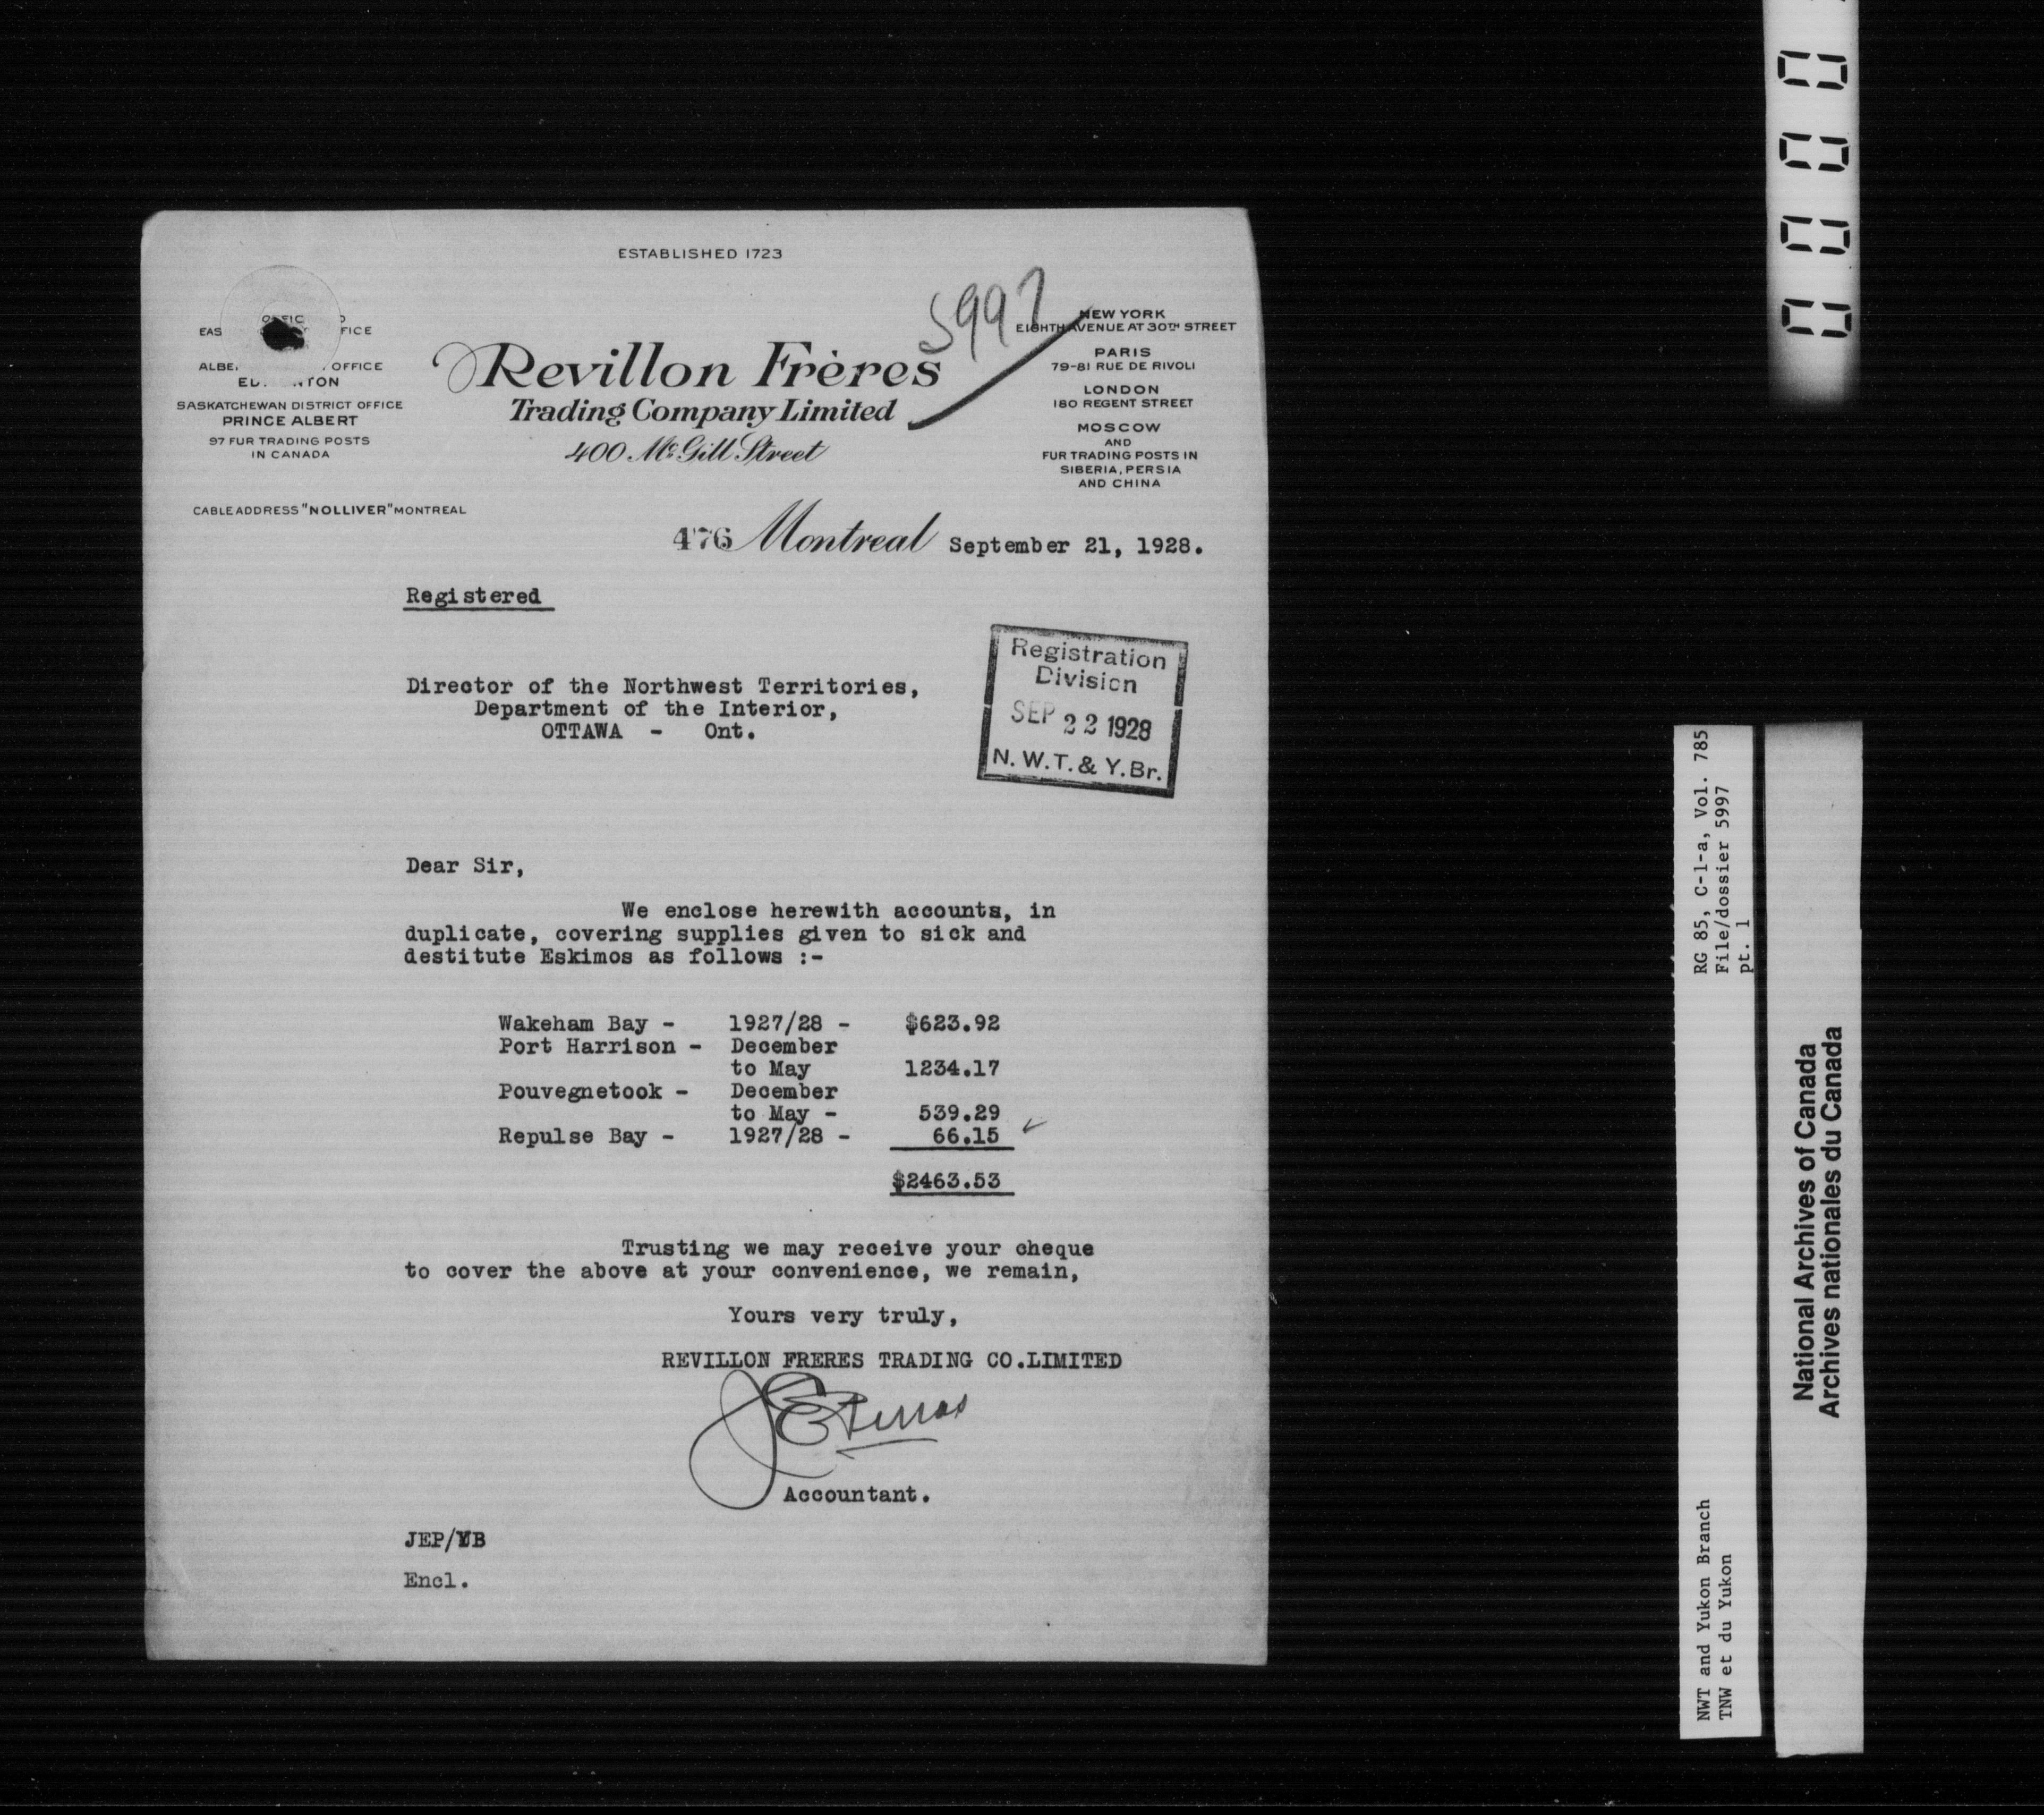 ESTABLISHED 1723
5997
EAS FICE
ALBE OFFICE
SASKATCHEWAN DISTRICT OFFICE
PRINCE ALBERT
97 FUR TRADING POSTS
IN CANADA
CABLE ADDRESS "NOLLIVER" MONTREAL
Revillon Frères
Trading Company Limited
400 McGill Street
NEW YORK
EIGHTH AVENUE AT 30TH STREET
PARIS
79-81 RUE DE RIVOLI
LONDON
180 REGENT STREET
MOSCOW
AND
FUR TRADING POSTS IN
SIBERIA, PERSIA
AND CHINA
476 Montreal September 21, 1928.
Registered
Registration
Division
SEP 22 1928
N. W. T. & Y. Br.
Director of the Northwest Territories,
Department of the Interior,
OTTAWA - Ont.
Dear Sir,
We enclose herewith accounts, in
duplicate, covering supplies given to sick and
destitute Eskimos as follows :-
Wakeham Bay - 1927/28 - $623.92
Port Harrison - December
to May 1234.17
Pouvegnetook - December
to May - 539.29
Repulse Bay - 1927/28 - 66.15
$2463.53
Trusting we may receive your cheque
to cover the above at your convenience, we remain,
Yours very truly,
REVILLON FRERES TRADING CO.LIMITED
Accountant.
JEP/YB
Encl.
0000
RG 85, C-1-a, Vol. 785
File/dossier 5997
pt. 1
NWT and Yukon Branch
TNW et du Yukon
National Archives of Canada
Archives nationales du Canada